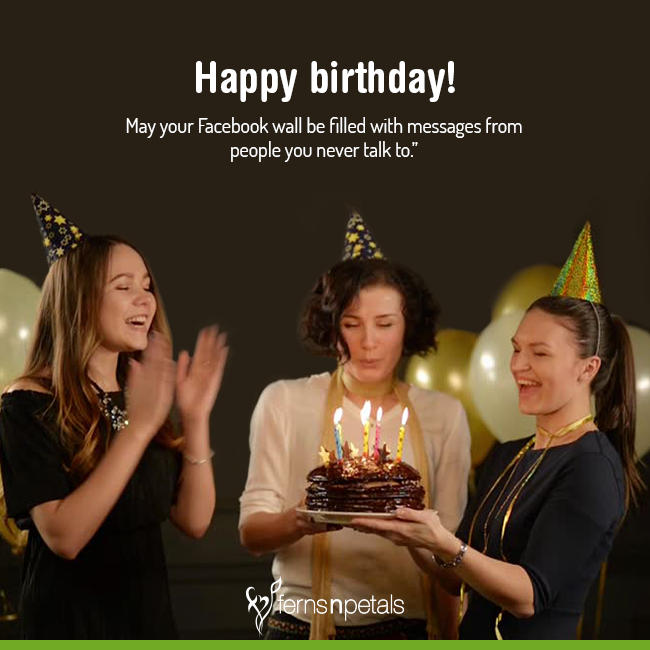 Happy birthday!
May your Facebook wall be filled with messages from
people you never talk to.”
fernsnpetals